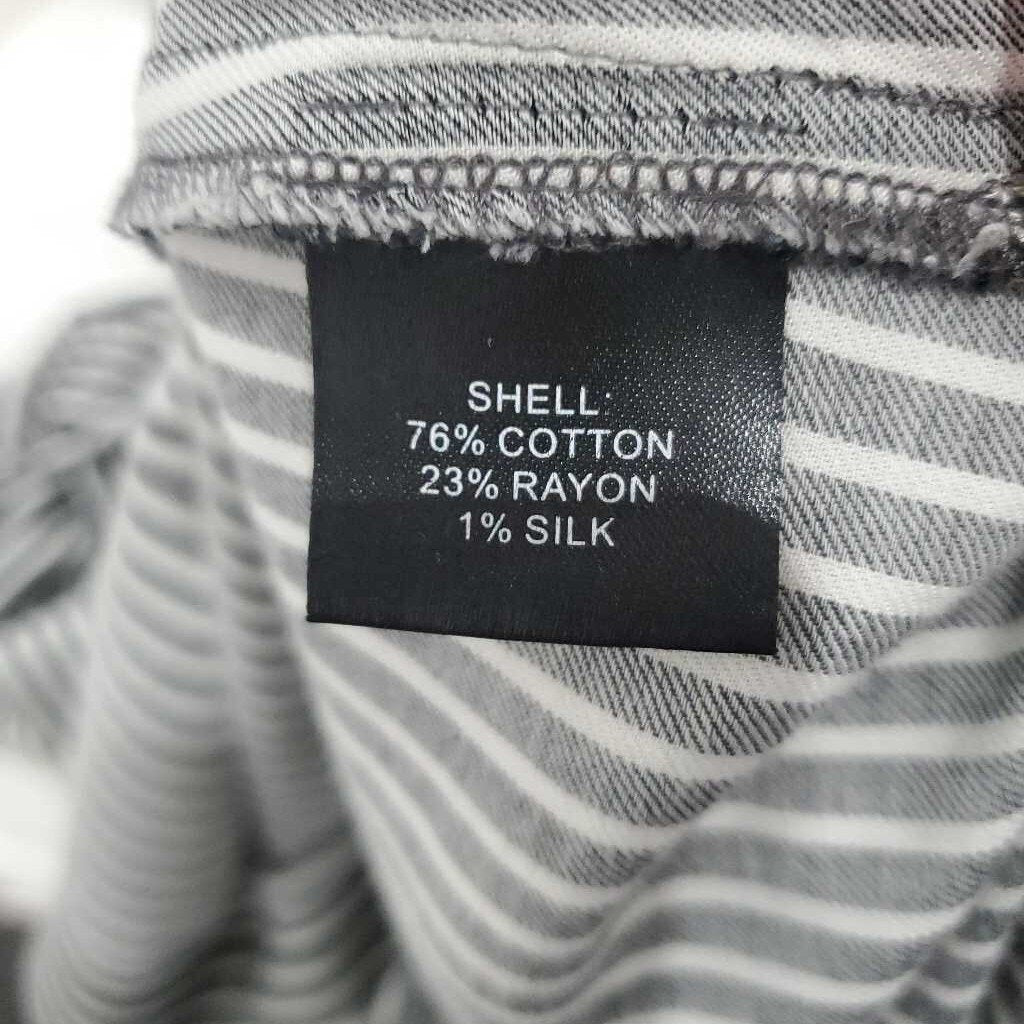 SHELL:
76% COTTON
23% RAYON
1% SILK